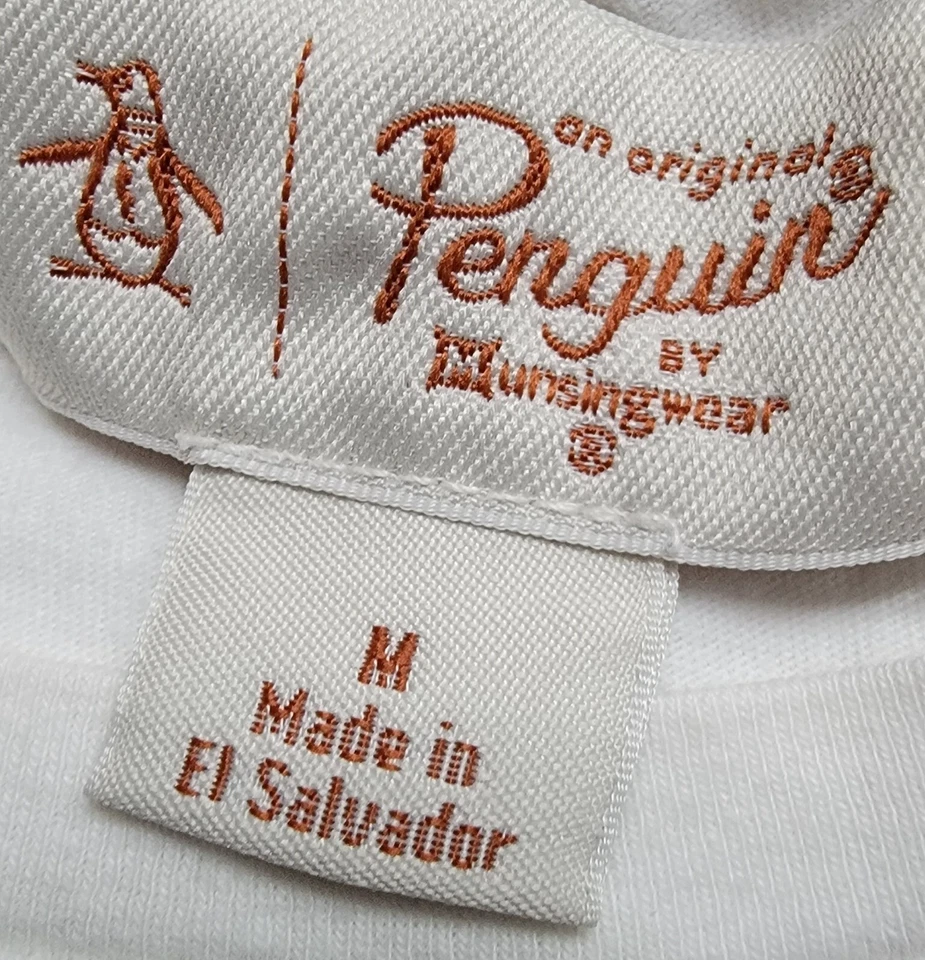 an original®
Penguin
BY
Munsingwear
®
M
Made in
El Salvador